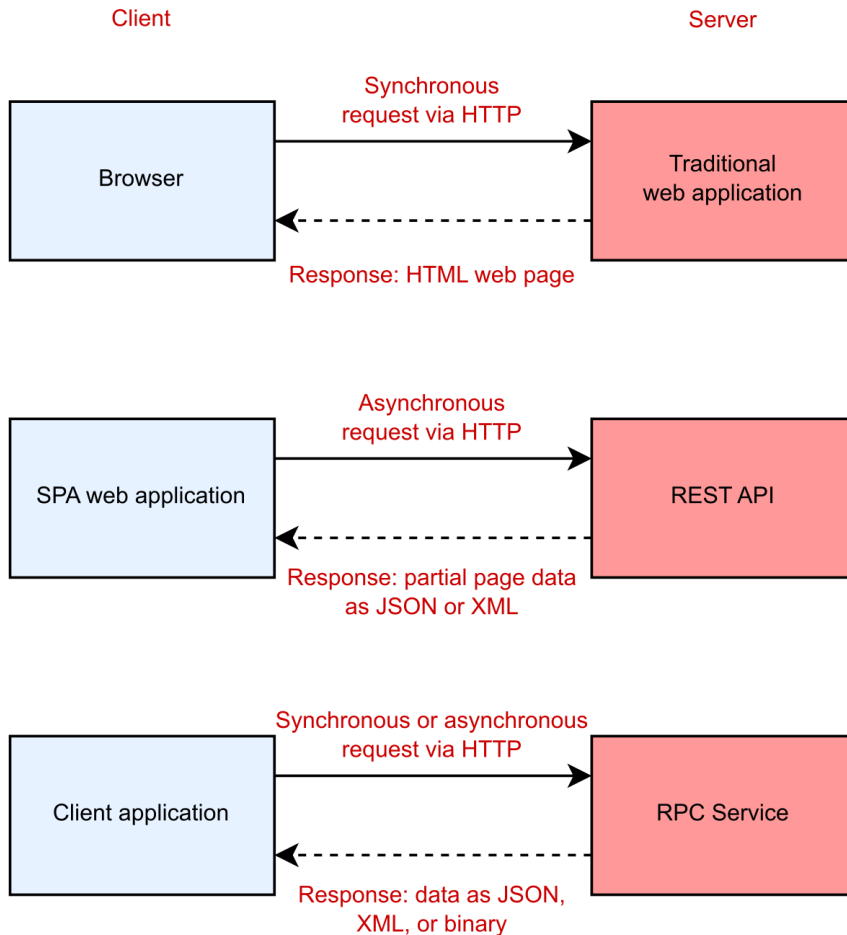 Client
Server
Synchronous
request via HTTP
Browser
Traditional
web application
Response: HTML web page
Asynchronous
request via HTTP
SPA web application
REST API
Response: partial page data
as JSON or XML
Synchronous or asynchronous
request via HTTP
Client application
RPC Service
Response: data as JSON,
XML, or binary